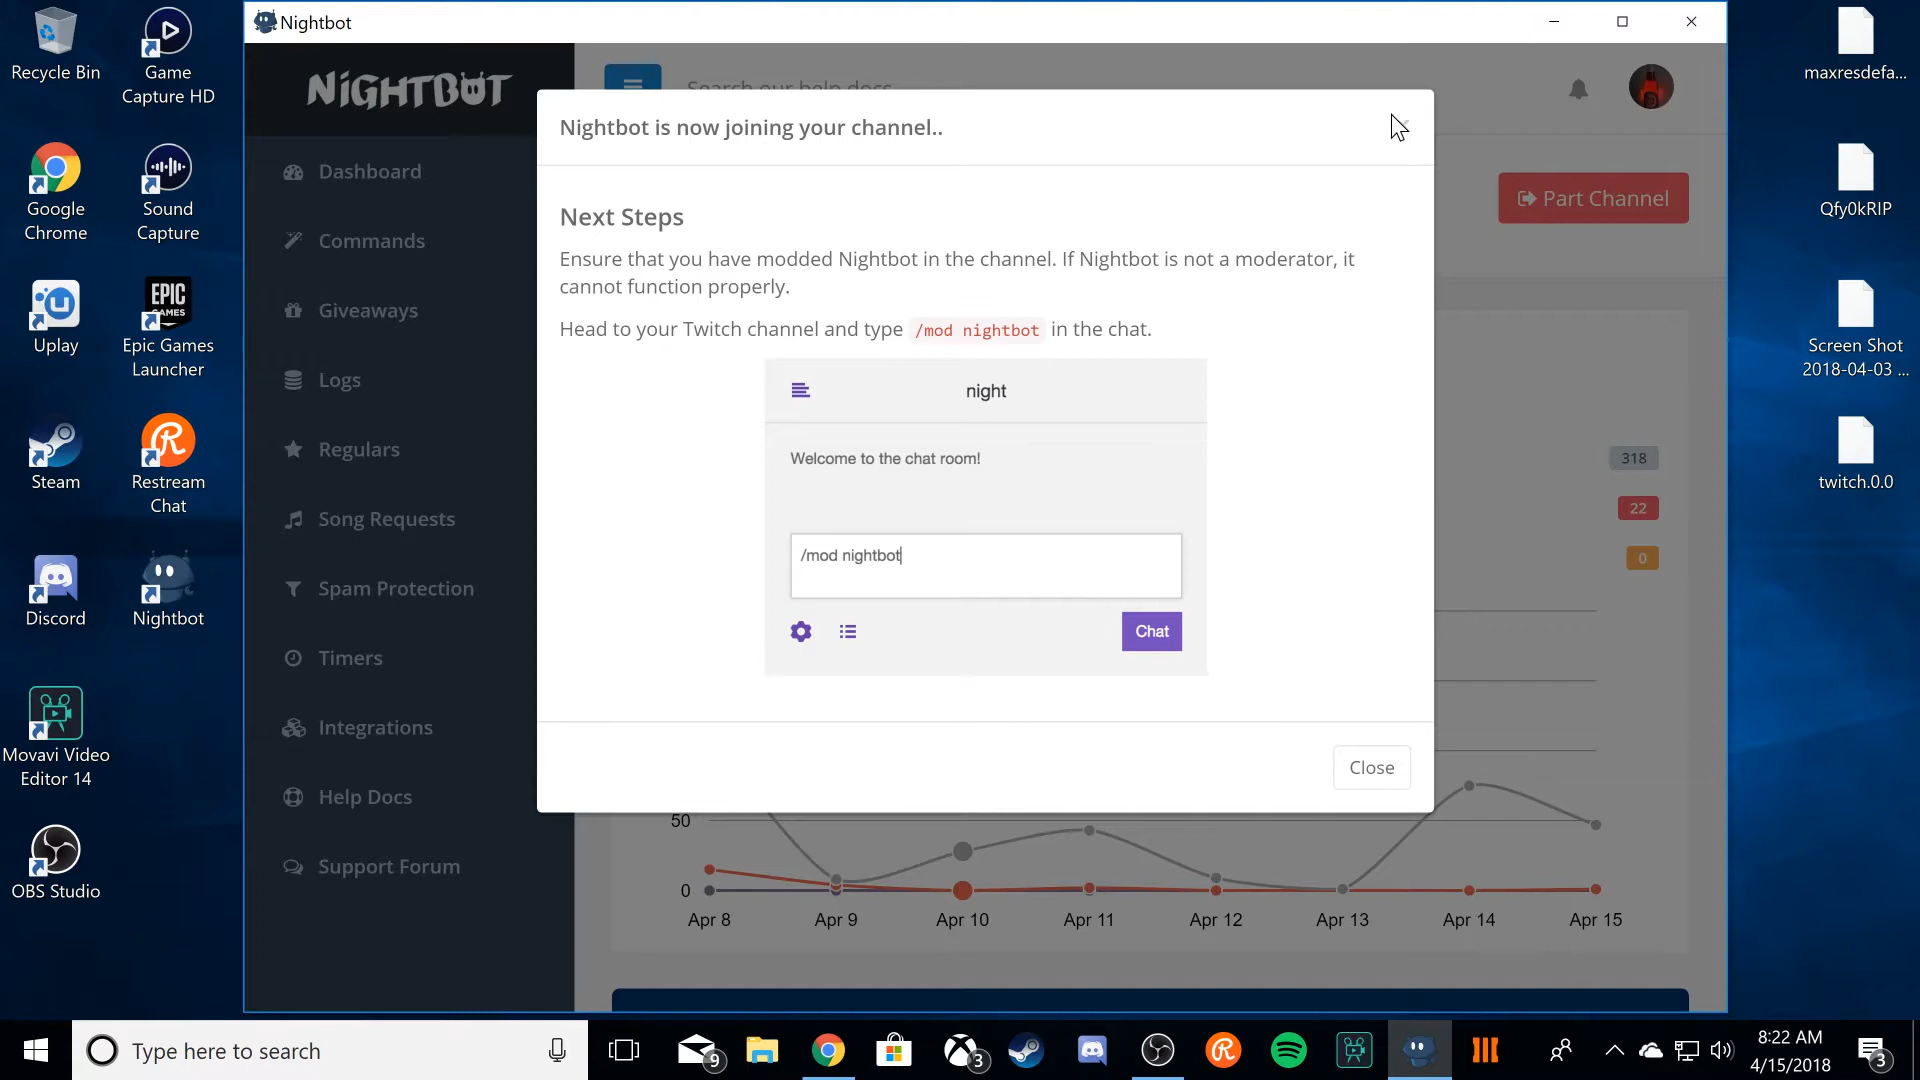 Nightbot
Recycle Bin
Game
Capture HD
Google
Chrome
Sound
Capture
Uplay
EPIC
GAMES
Epic Games
Launcher
Steam
Restream
Chat
Discord
Nightbot
Movavi Video
Editor 14
OBS Studio
NiGHTBOT
Dashboard
Commands
Giveaways
Logs
Regulars
Song Requests
Spam Protection
Timers
Integrations
Help Docs
Support Forum
Search our help docs
Part Channel
Nightbot is now joining your channel..
Next Steps
Ensure that you have modded Nightbot in the channel. If Nightbot is not a moderator, it
cannot function properly.
Head to your Twitch channel and type /mod nightbot in the chat.
night
Welcome to the chat room!
/mod nightbot
Chat
Close
318
22
0
50
0
Apr 8 Apr 9 Apr 10 Apr 11 Apr 12 Apr 13 Apr 14 Apr 15
maxresdefa...
Qfy0kRIP
Screen Shot
2018-04-03 ...
twitch.0.0
Type here to search
9
3
8:22 AM
4/15/2018
3